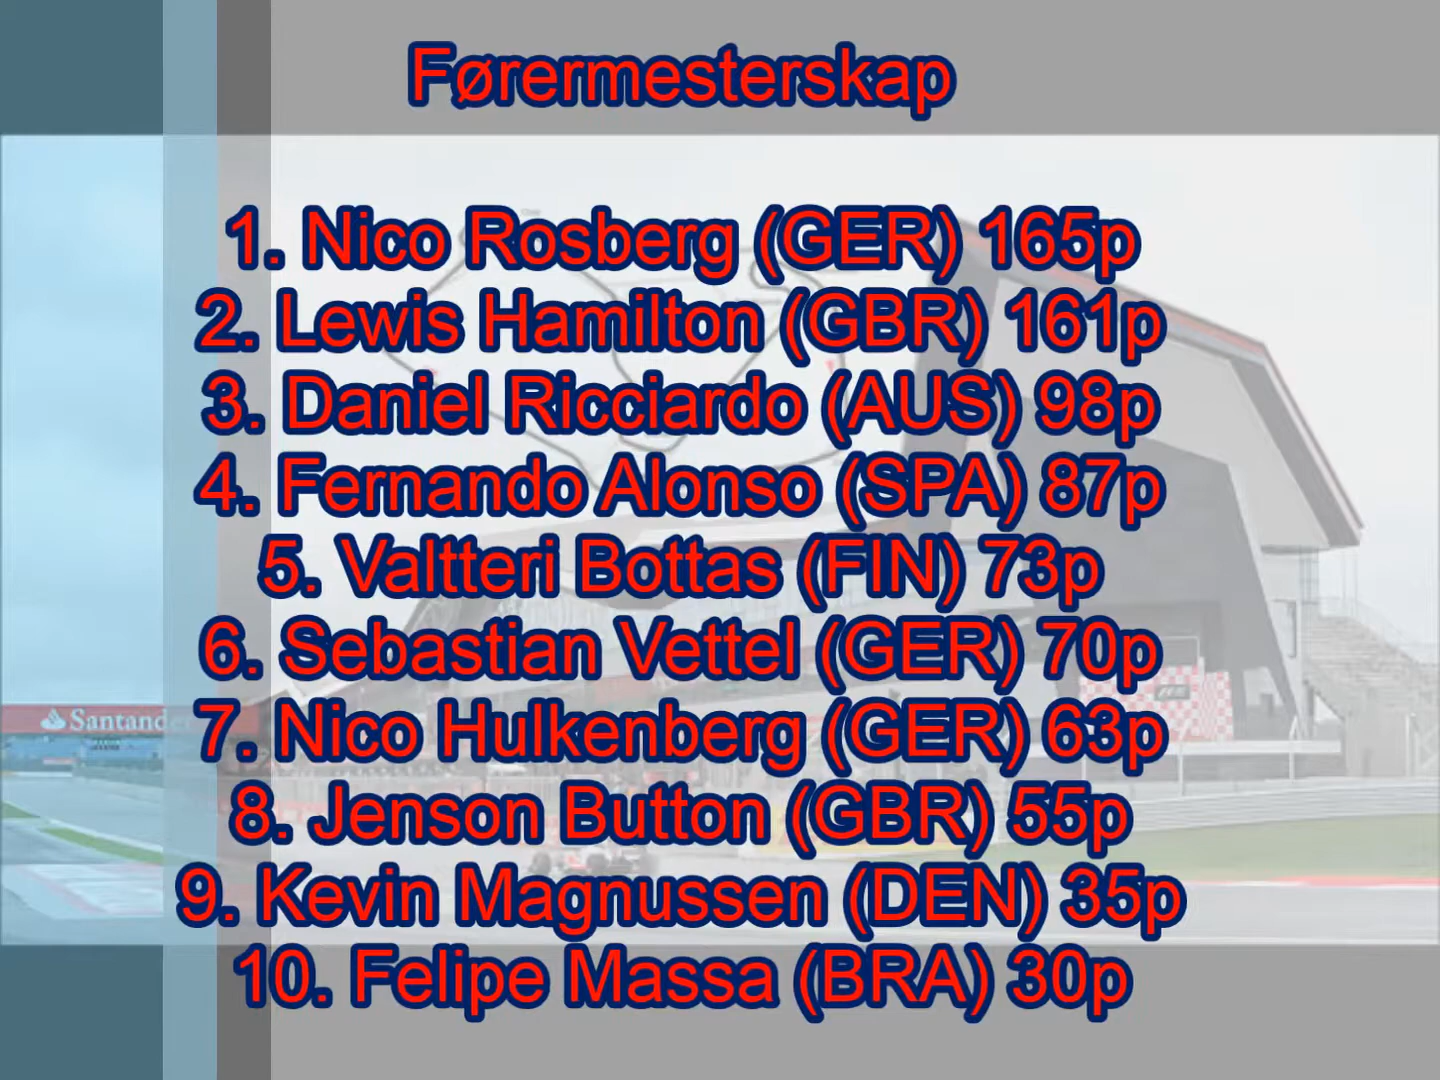 Førermesterskap
1. Nico Rosberg (GER) 165p
2. Lewis Hamilton (GBR) 161p
3. Daniel Ricciardo (AUS) 98p
4. Fernando Alonso (SPA) 87p
5. Valtteri Bottas (FIN) 73p
6. Sebastian Vettel (GER) 70p
Santander
7. Nico Hulkenberg (GER) 63p
8. Jenson Button (GBR) 55p
9. Kevin Magnussen (DEN) 35p
10. Felipe Massa (BRA) 30p